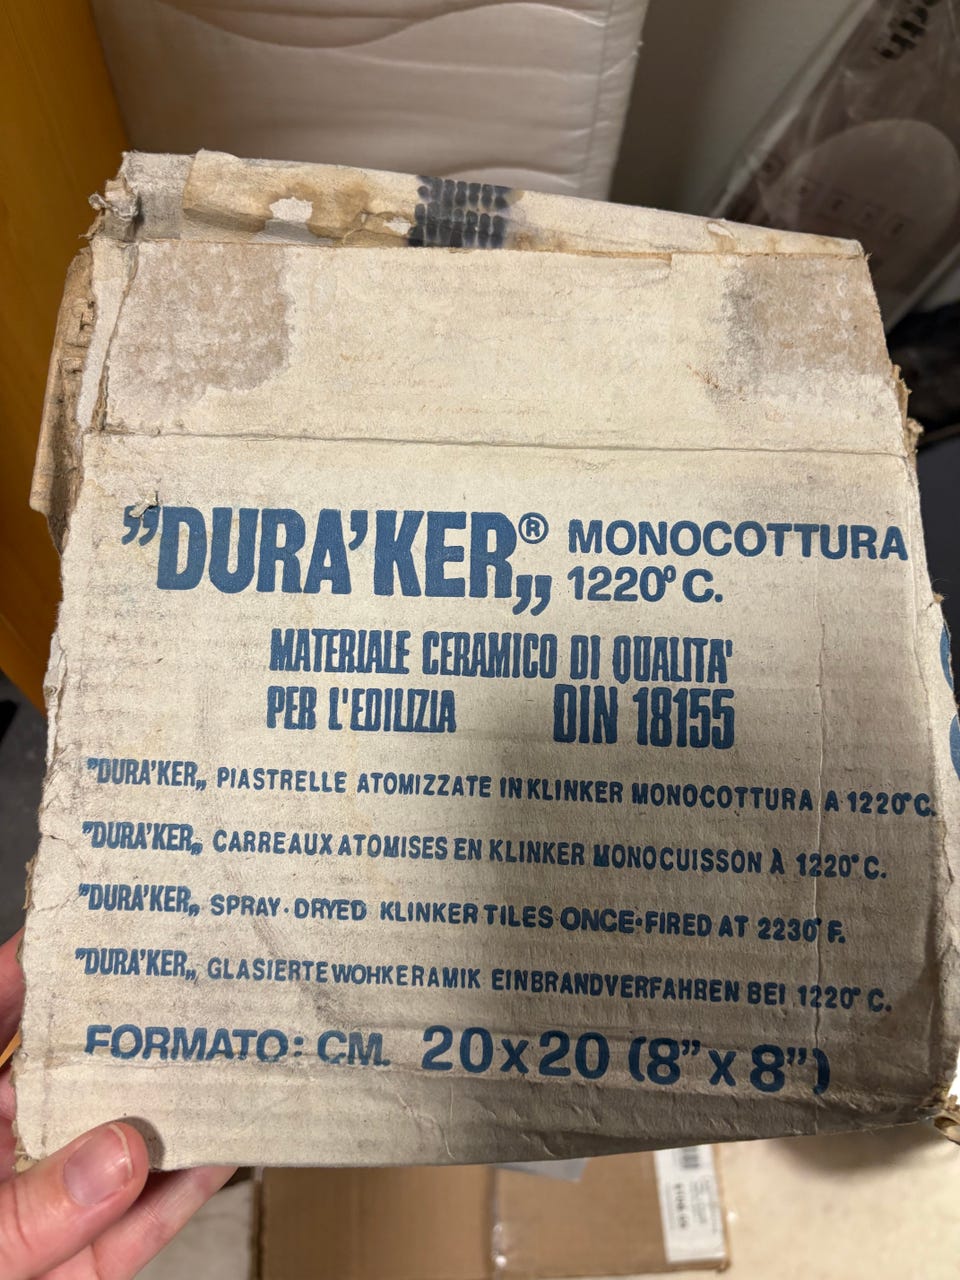 "DURA'KER® MONOCOTTURA
1220° C.
MATERIALE CERAMICO DI QUALITA'
PER L'EDILIZIA DIN 18155
"DURA'KER„ PIASTRELLE ATOMIZZATE IN KLINKER MONOCOTTURA A 1220°C.
"DURA'KER„ CARREAUX ATOMISES EN KLINKER MONOCUISSON À 1220° C.
"DURA'KER„ SPRAY-DRYED KLINKER TILES ONCE-FIRED AT 2230° F.
"DURA'KER„ GLASIERTE WOHKERAMIK EINBRANDVERFAHREN BEI 1220° C.
FORMATO: CM. 20x20 (8" x 8")